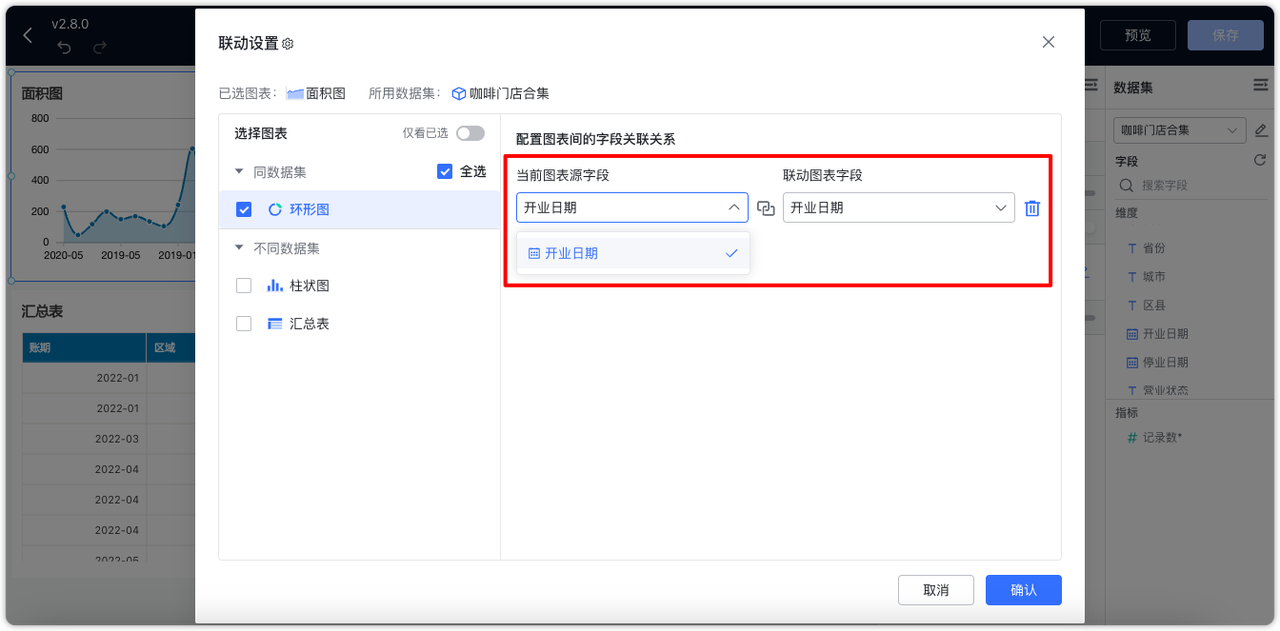 v2.8.0
预览
保存
联动设置
已选图表： 面积图 所用数据集： 咖啡门店合集
选择图表
仅看已选
同数据集
全选
环形图
不同数据集
柱状图
汇总表
配置图表间的字段关联关系
当前图表源字段
联动图表字段
开业日期
开业日期
开业日期
取消
确认
面积图
800
600
400
200
0
2020-05
2019-05
2019-01
汇总表
账期
区域
2022-01
2022-01
2022-03
2022-04
2022-04
2022-04
2022-05
数据集
咖啡门店合集
字段
搜索字段
维度
省份
城市
区县
开业日期
停业日期
营业状态
指标
记录数*